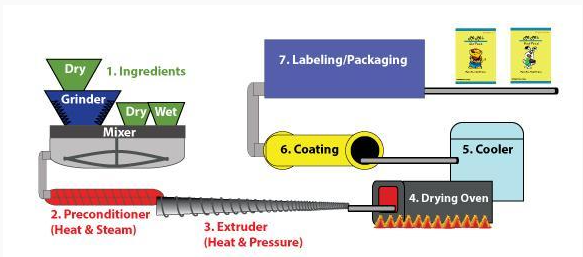 Dry
1. Ingredients
Grinder
Dry
Wet
Mixer
2. Preconditioner
(Heat & Steam)
3. Extruder
(Heat & Pressure)
4. Drying Oven
5. Cooler
6. Coating
7. Labeling/Packaging